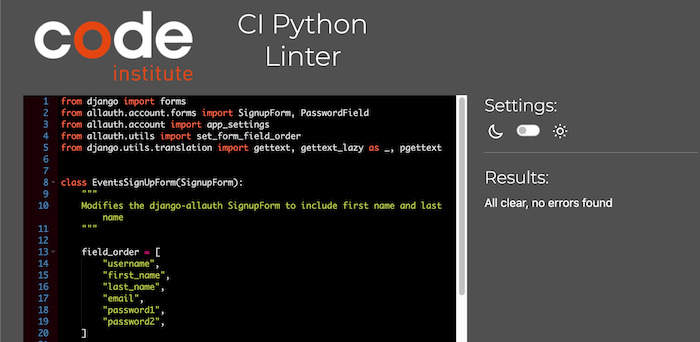 code
institute
CI Python
Linter
1 from django import forms
2 from allauth.account.forms import SignupForm, PasswordField
3 from allauth.account import app_settings
4 from allauth.utils import set_form_field_order
5 from django.utils.translation import gettext, gettext_lazy as _, pgettext
6
7
8 class EventsSignUpForm(SignupForm):
9 """
10 Modifies the django-allauth SignupForm to include first name and last
name
11 """
12
13 field_order = [
14 "username",
15 "first_name",
16 "last_name",
17 "email",
18 "password1",
19 "password2",
20 ]
Settings:
Results:
All clear, no errors found